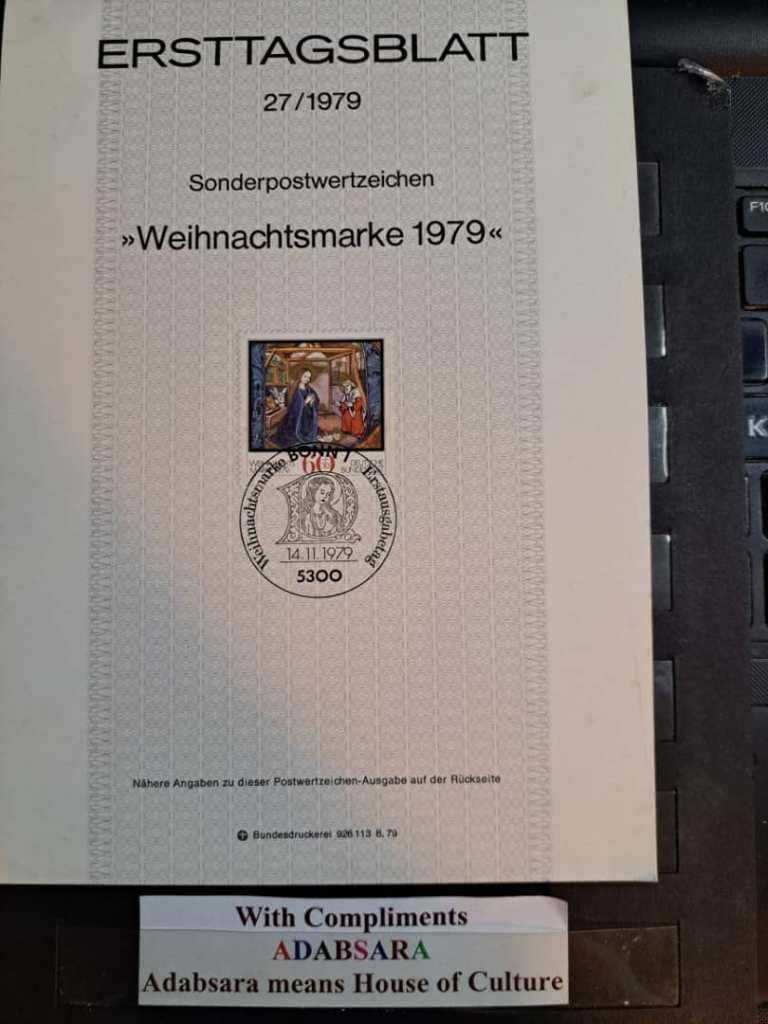 ERSTTAGSBLATT
27/1979
Sonderpostwertzeichen
»Weihnachtsmarke 1979«
60
BONN 1
Weihnachtsmarke
Erstausgabetag
14.11.1979
5300
Nähere Angaben zu dieser Postwertzeichen-Ausgabe auf der Rückseite
Bundesdruckerei 926 113 8.79
With Compliments
ADABSARA
Adabsara means House of Culture
F10
K